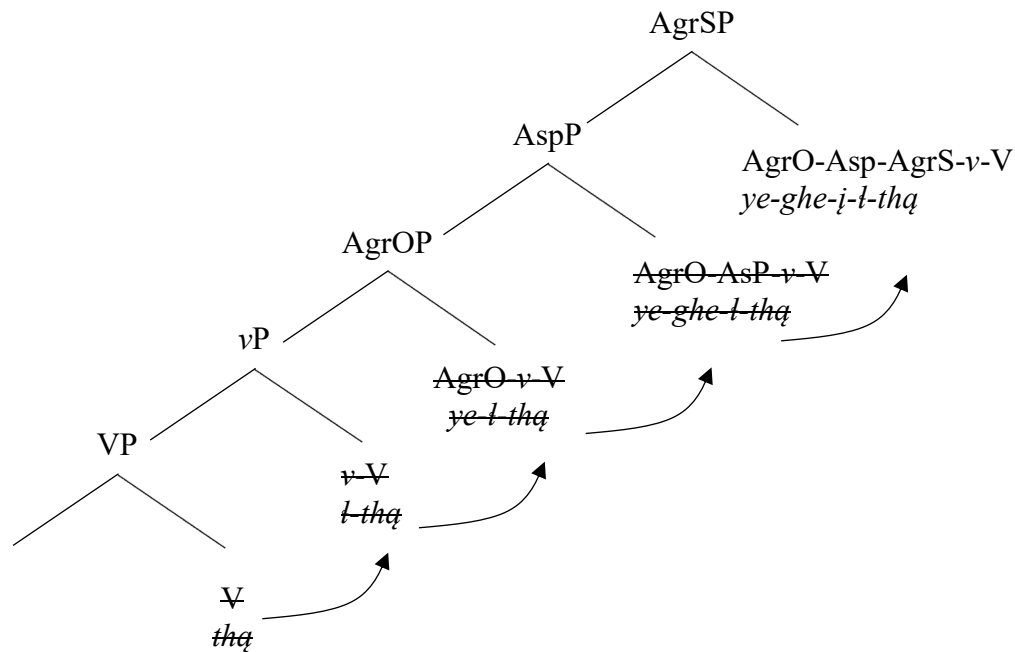 AgrSP
AspP
AgrO-Asp-AgrS-v-V
ye-ghe-į-ł-thą
AgrOP
AgrO-AsP-v-V
ye-ghe-ł-thą
vP
AgrO-v-V
ye-ł-thą
VP
v-V
ł-thą
V
thą